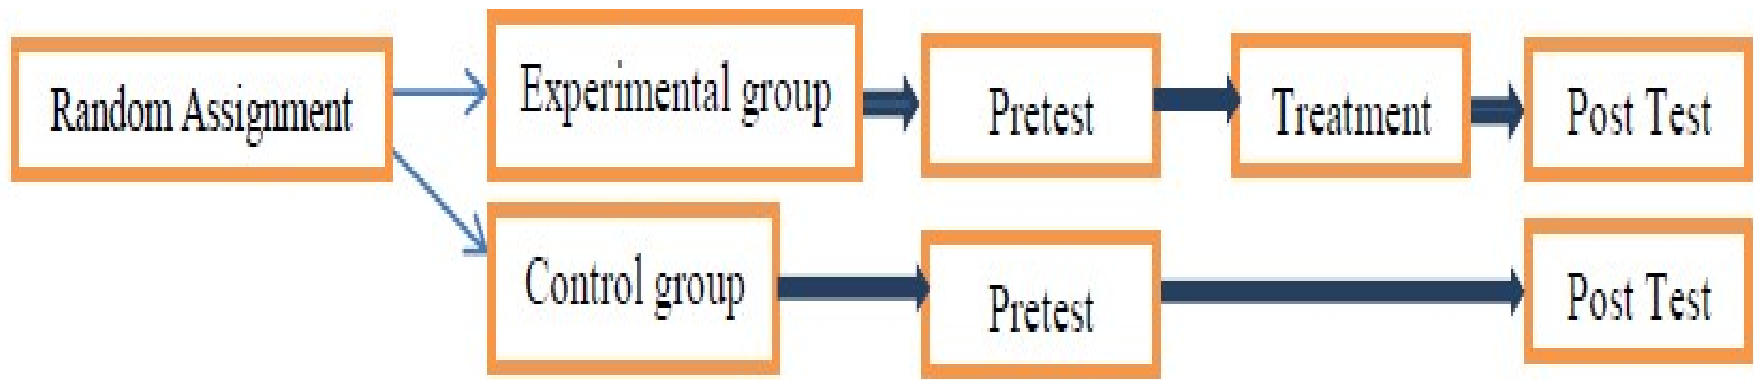 Random Assignment
Experimental group
Pretest
Treatment
Post Test
Control group
Pretest
Post Test